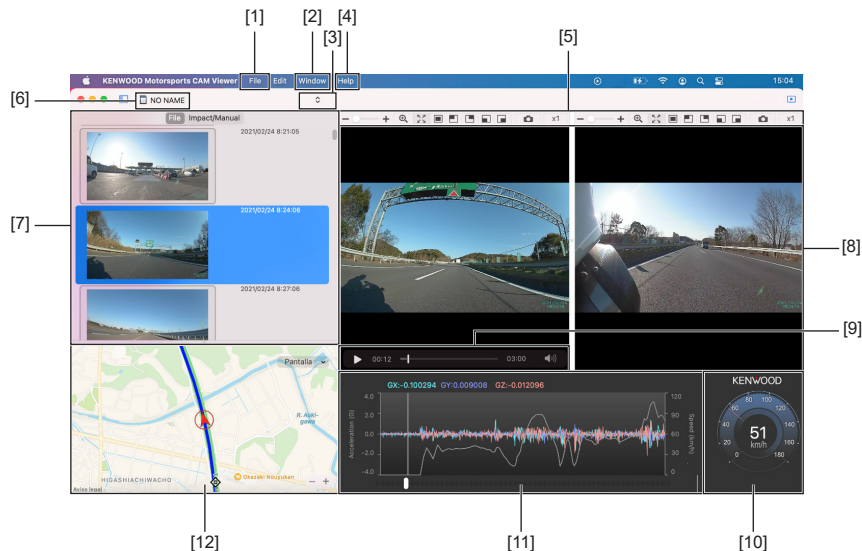 [1]
[2]
[3]
[4]
[5]
KENWOOD Motorsports CAM Viewer File Edit Window Help 15:04
[6]
NO NAME
File Impact/Manual
x1
x1
2021/02/24 8:21:05
[7]
2021/02/24 8:24:06
2021/02/24 8:27:06
[8]
[9]
00:12 03:00
Pantalla
R. Aoki-
gawa
HIGASHIACHIWACHO
Okazaki Nouyukan
Aviso legal
GX:-0.100294 GY:0.009008 GZ:-0.012096
Acceleration (G)
4.0
2.0
0.0
-2.0
-4.0
120
90
60
30
0
Speed (km/h)
KENWOOD
0 20 40 60 80 100 120 140 160 180
51
km/h
[12]
[11]
[10]